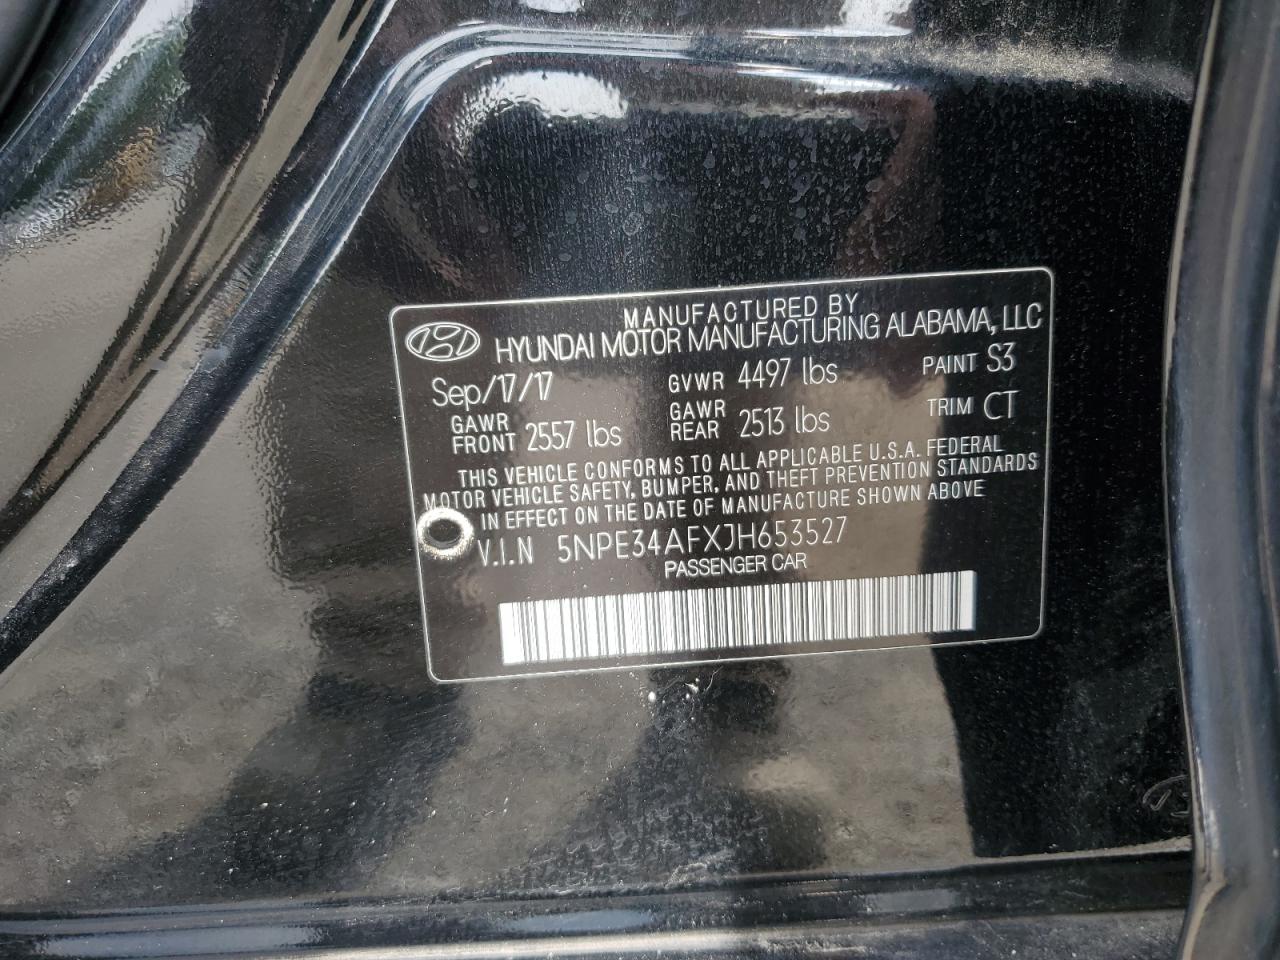 MANUFACTURED BY
HYUNDAI MOTOR MANUFACTURING ALABAMA, LLC
Sep/17/17 GVWR 4497 lbs PAINT S3
GAWR FRONT 2557 lbs GAWR REAR 2513 lbs TRIM CT
THIS VEHICLE CONFORMS TO ALL APPLICABLE U.S.A. FEDERAL
MOTOR VEHICLE SAFETY, BUMPER, AND THEFT PREVENTION STANDARDS
IN EFFECT ON THE DATE OF MANUFACTURE SHOWN ABOVE
V.I.N 5NPE34AFXJH653527
PASSENGER CAR